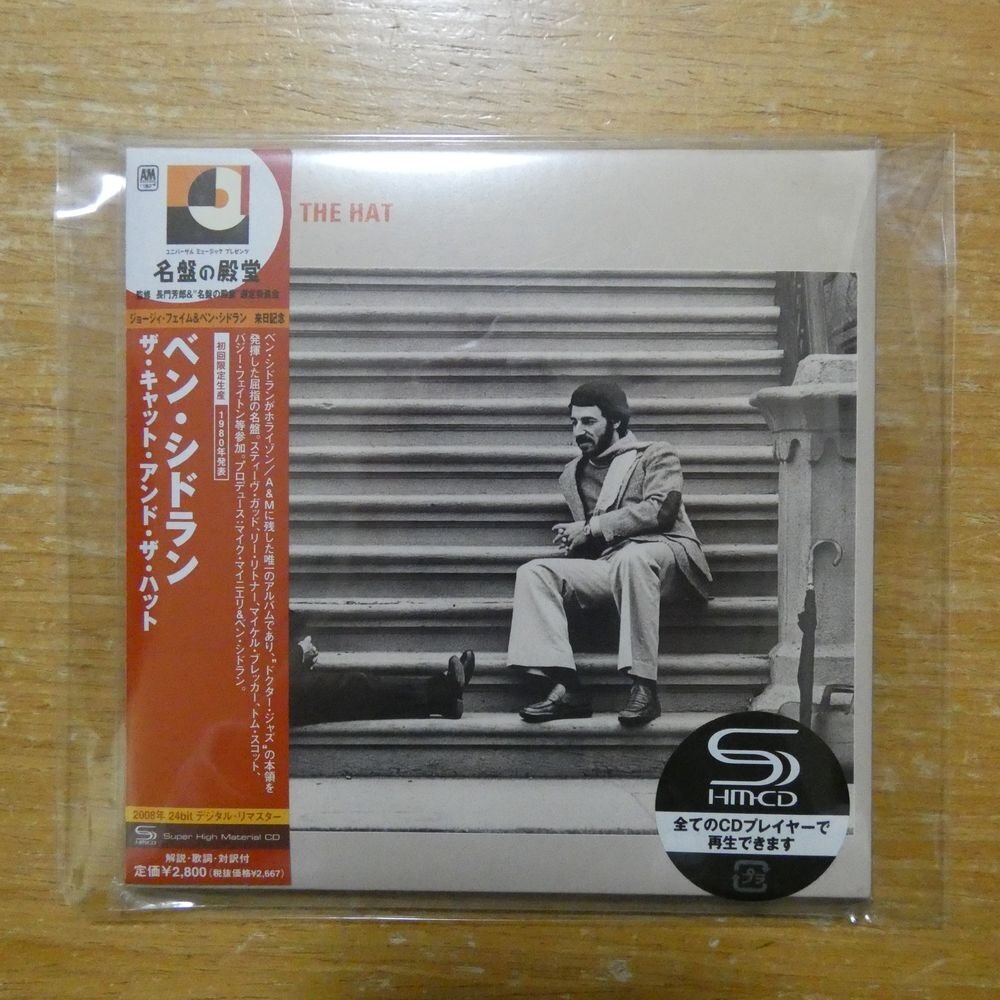 A&M
ユニバーサル ミュージック プレゼンツ
名盤の殿堂
監修 長門芳郎&"名盤の殿堂"選定委員会
ジョージィ・フェイム&ベン・シドラン 来日記念
THE HAT
ベン・シドラン
ザ・キャット・アンド・ザ・ハット
初回限定生産
1980年発表
ベン・シドランがホライゾン/A&Mに残した唯一のアルバムであり、"ドクター・ジャズ"の本領を
発揮した屈指の名盤。スティーヴ・ガッド、リー・リトナー、マイケル・ブレッカー、トム・スコット、
バジー・フェイトン等参加。プロデュース:マイク・マイニエリ&ベン・シドラン。
2008年 24bit デジタル・リマスター
SHM-CD
Super High Material CD
解説・歌詞・対訳付
定価¥2,800(税抜価格¥2,667)
SHM-CD
全てのCDプレイヤーで
再生できます
プラ